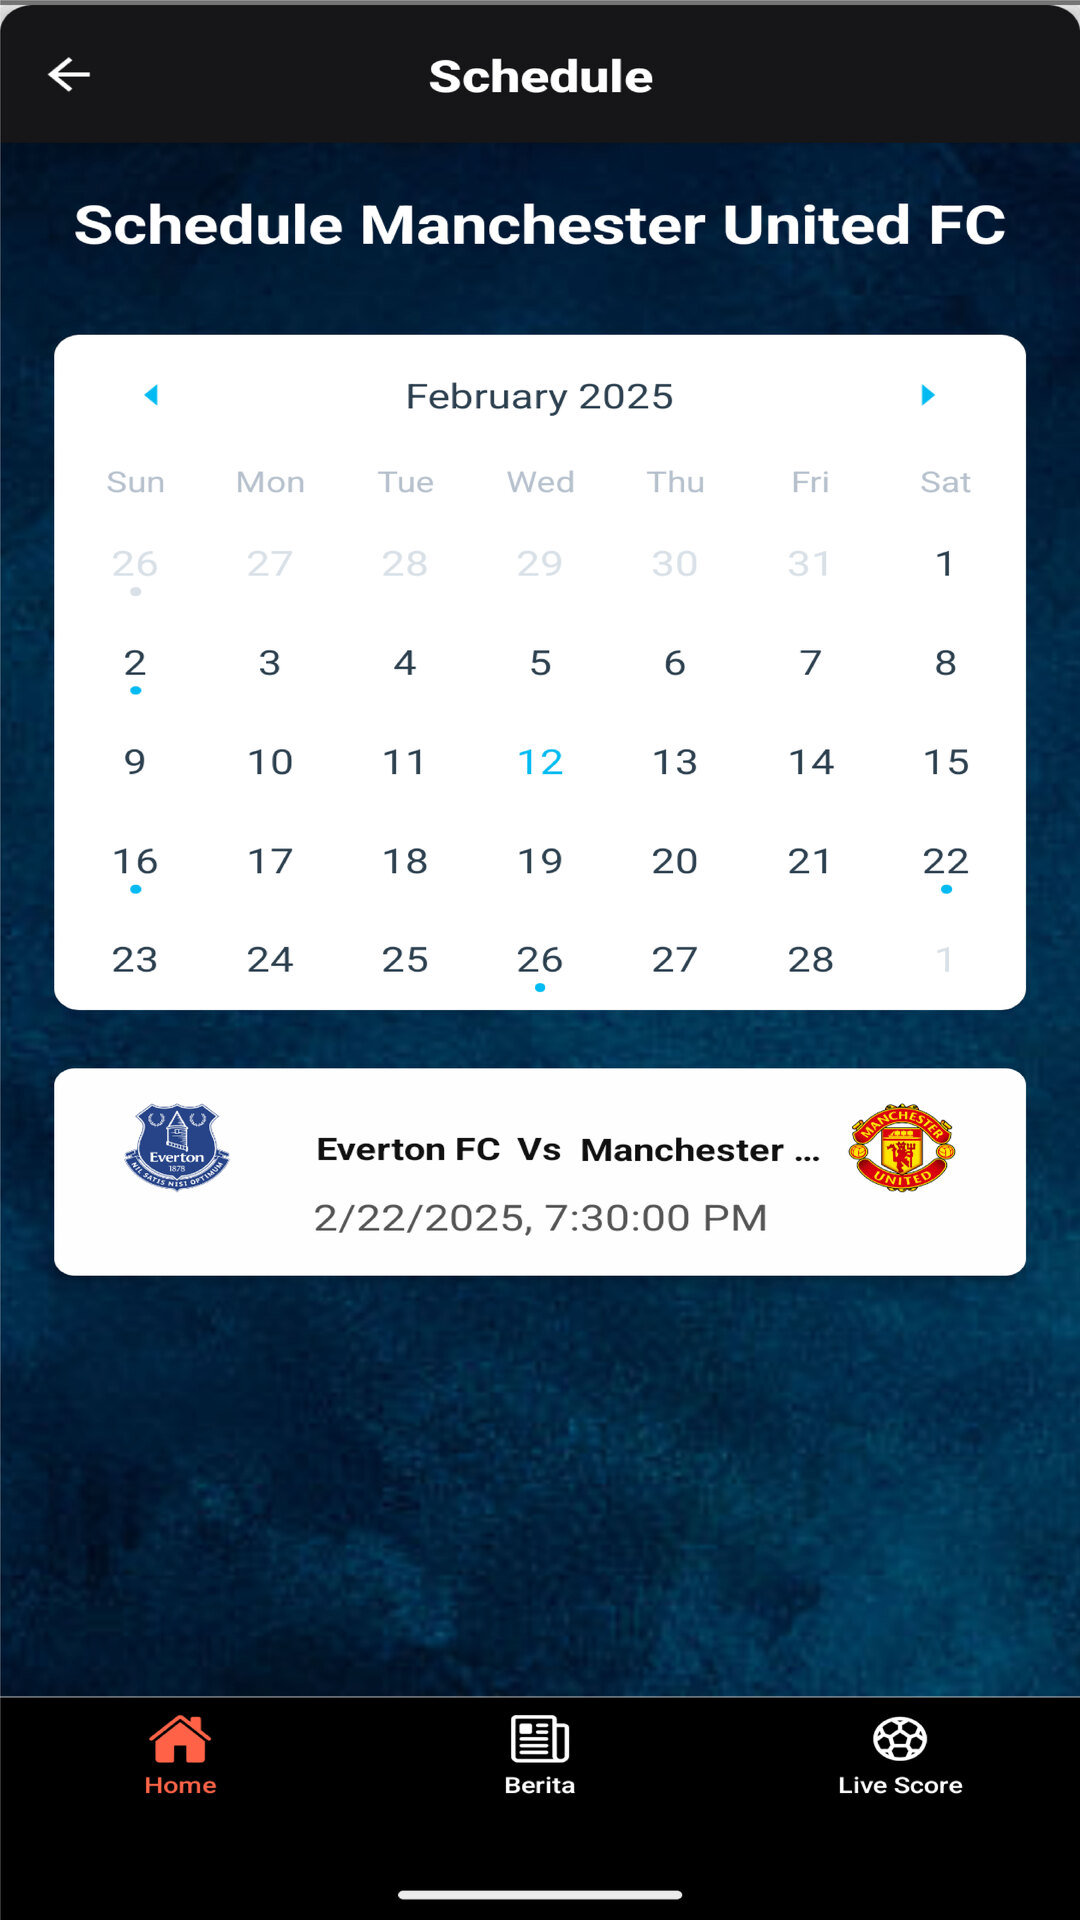 Schedule
Schedule Manchester United FC
February 2025
Sun Mon Tue Wed Thu Fri Sat
26 27 28 29 30 31 1
2 3 4 5 6 7 8
9 10 11 12 13 14 15
16 17 18 19 20 21 22
23 24 25 26 27 28 1
Everton
1878
NIL SATIS NISI OPTIMUM
Everton FC Vs Manchester ...
MANCHESTER
UNITED
2/22/2025, 7:30:00 PM
Home Berita Live Score